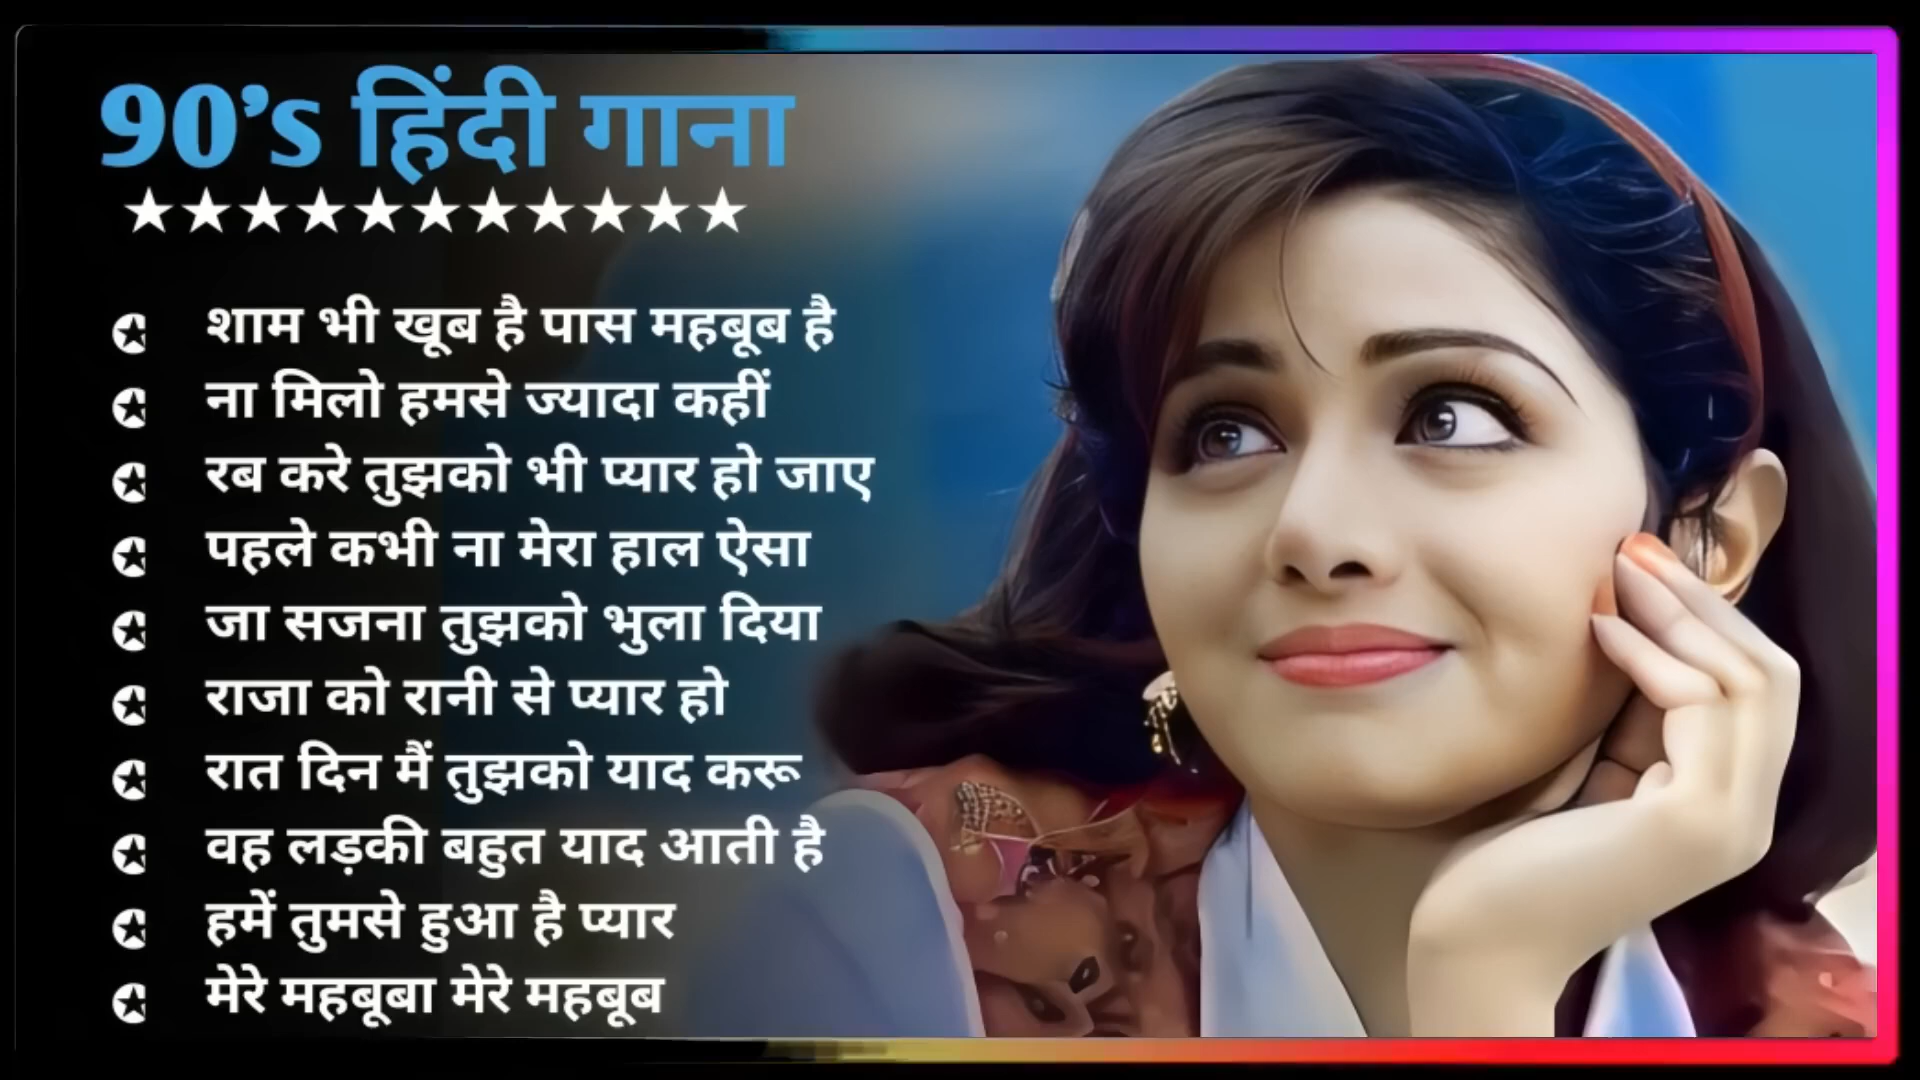 90's हिंदी गाना
★★★★★★★★★★★
✪ शाम भी खूब है पास महबूब है
✪ ना मिलो हमसे ज्यादा कहीं
✪ रब करे तुझको भी प्यार हो जाए
✪ पहले कभी ना मेरा हाल ऐसा
✪ जा सजना तुझको भुला दिया
✪ राजा को रानी से प्यार हो
✪ रात दिन मैं तुझको याद करू
✪ वह लड़की बहुत याद आती है
✪ हमें तुमसे हुआ है प्यार
✪ मेरे महबूबा मेरे महबूब